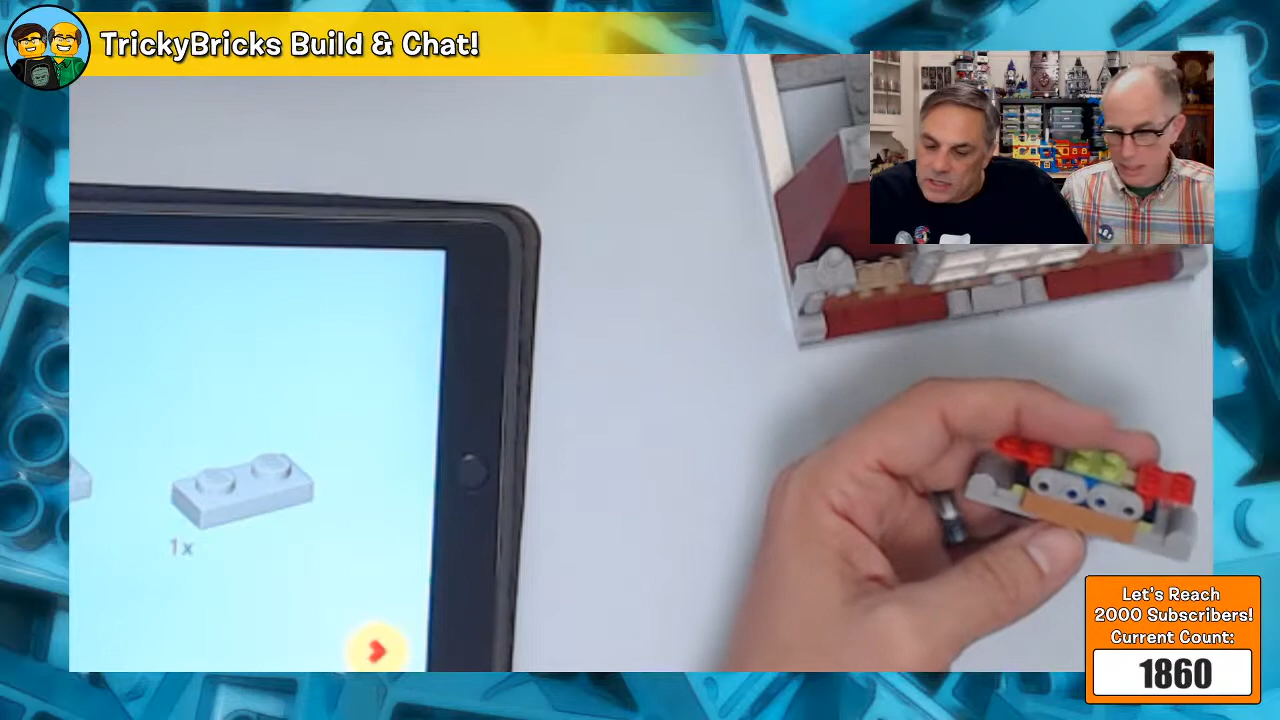 TrickyBricks Build & Chat!
1x
Let's Reach
2000 Subscribers!
Current Count:
1860